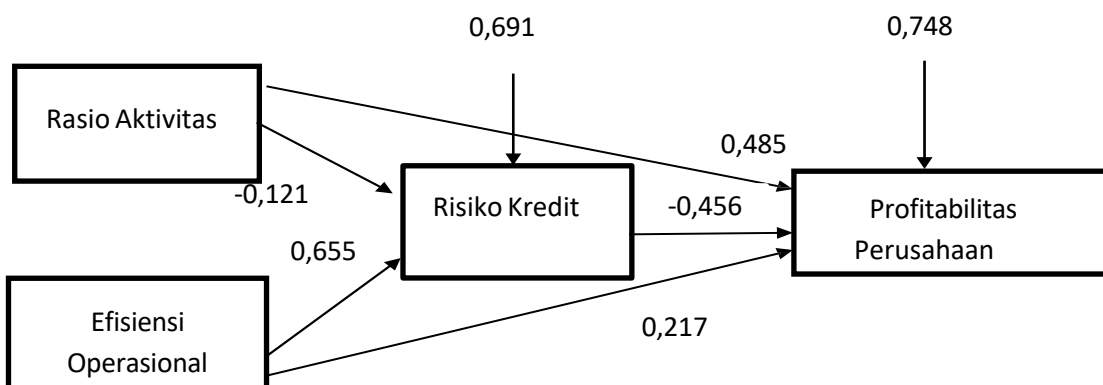 0,691
0,748
Rasio Aktivitas
0,485
-0,121
Risiko Kredit
-0,456
Profitabilitas
Perusahaan
0,655
Efisiensi
Operasional
0,217